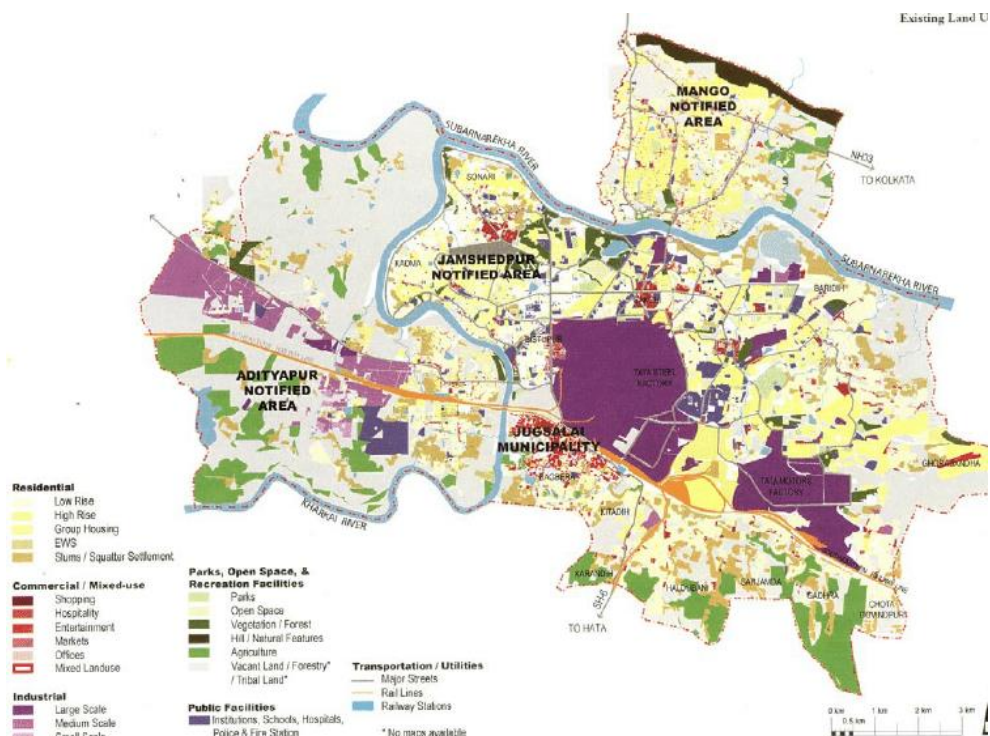 Existing Land U
MANGO
NOTIFIED
AREA
SUBARNAREKHA RIVER
NH33
TO KOLKATA
SONARI
KADMA
JAMSHEDPUR
NOTIFIED AREA
SUBARNAREKHA RIVER
BARIDIH
BISTUPUR
TATA STEEL
FACTORY
ADITYAPUR
NOTIFIED
AREA
JUGSALAI
MUNICIPALITY
BAGBERA
GHORABANDHA
TATA MOTORS
FACTORY
KHARKAI RIVER
KITADIH
KARANDIH
HALDUBANI
SARJAMDA
GADHRA
CHOTA
GOVINDPUR
SH-6
TO HATA
Residential
Low Rise
High Rise
Group Housing
EWS
Slums / Squatter Settlement
Commercial / Mixed-use
Shopping
Hospitality
Entertainment
Markets
Offices
Mixed Landuse
Industrial
Large Scale
Medium Scale
Small Scale
Parks, Open Space, &
Recreation Facilities
Parks
Open Space
Vegetation / Forest
Hill / Natural Features
Agriculture
Vacant Land / Forestry*
/ Tribal Land*
Public Facilities
Institutions, Schools, Hospitals,
Police & Fire Station
Transportation / Utilities
Major Streets
Rail Lines
Railway Stations
* No maps available
0 km
0.5 km
1 km
2 km
3 km